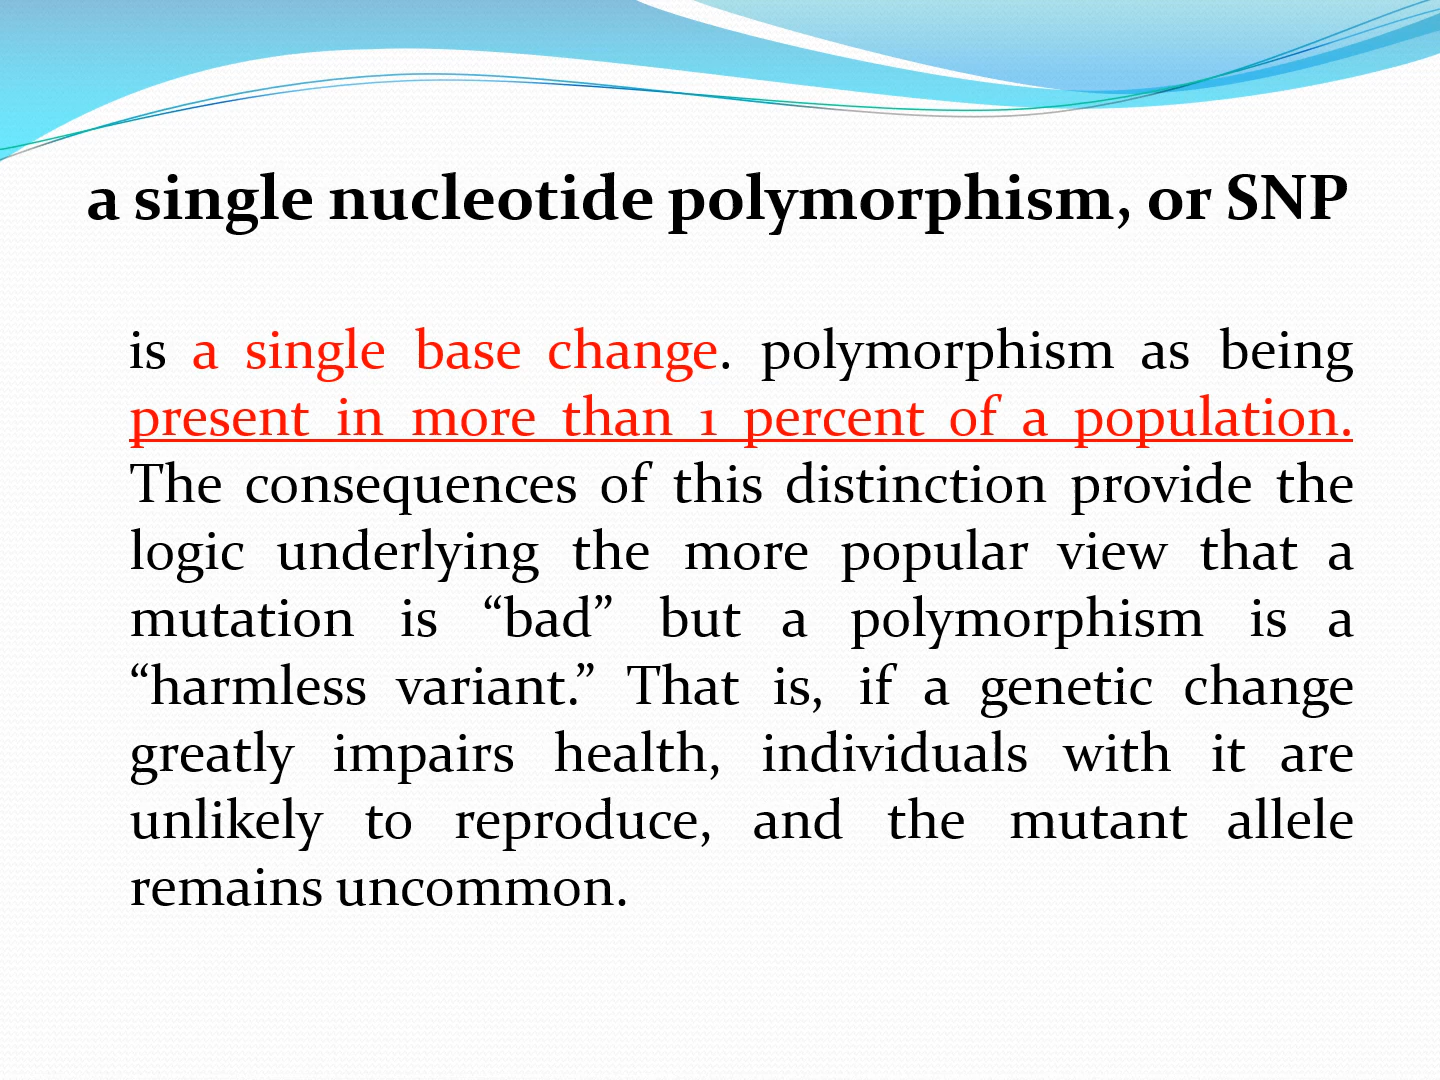 a single nucleotide polymorphism, or SNP
is a single base change. polymorphism as being
present in more than 1 percent of a population.
The consequences of this distinction provide the
logic underlying the more popular view that a
mutation is “bad” but a polymorphism is a
“harmless variant.” That is, if a genetic change
greatly impairs health, individuals with it are
unlikely to reproduce, and the mutant allele
remains uncommon.